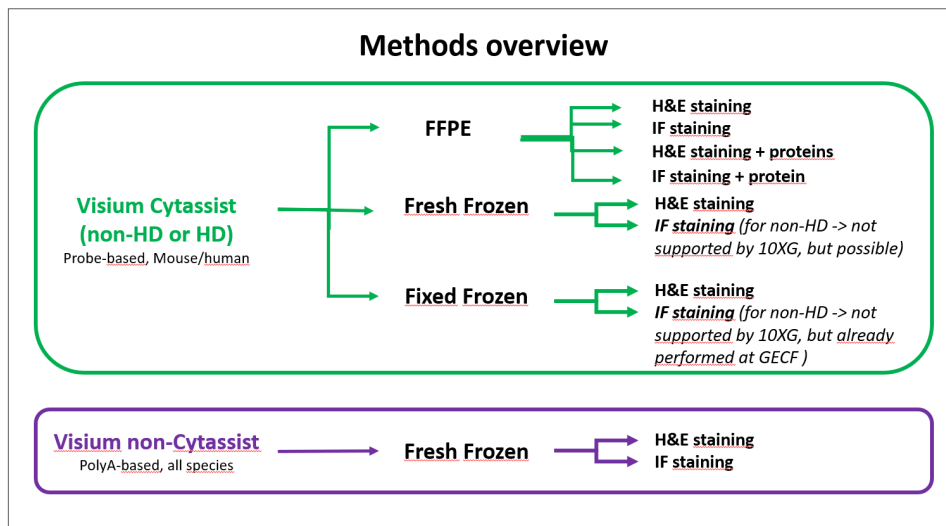 Methods overview
FFPE
H&E staining
IF staining
H&E staining + proteins
IF staining + protein
Visium Cytassist
(non-HD or HD)
Probe-based, Mouse/human
Fresh Frozen
H&E staining
IF staining (for non-HD -> not
supported by 10XG, but possible)
Fixed Frozen
H&E staining
IF staining (for non-HD -> not
supported by 10XG, but already
performed at GECF )
Visium non-Cytassist
PolyA-based, all species
Fresh Frozen
H&E staining
IF staining